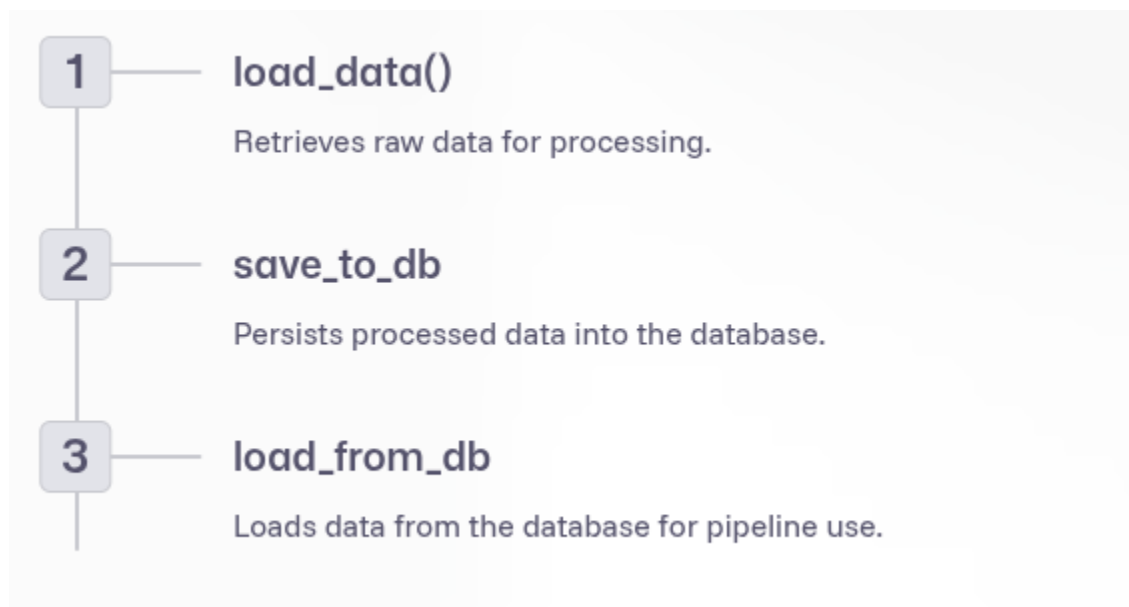 1
load_data()
Retrieves raw data for processing.
2
save_to_db
Persists processed data into the database.
3
load_from_db
Loads data from the database for pipeline use.